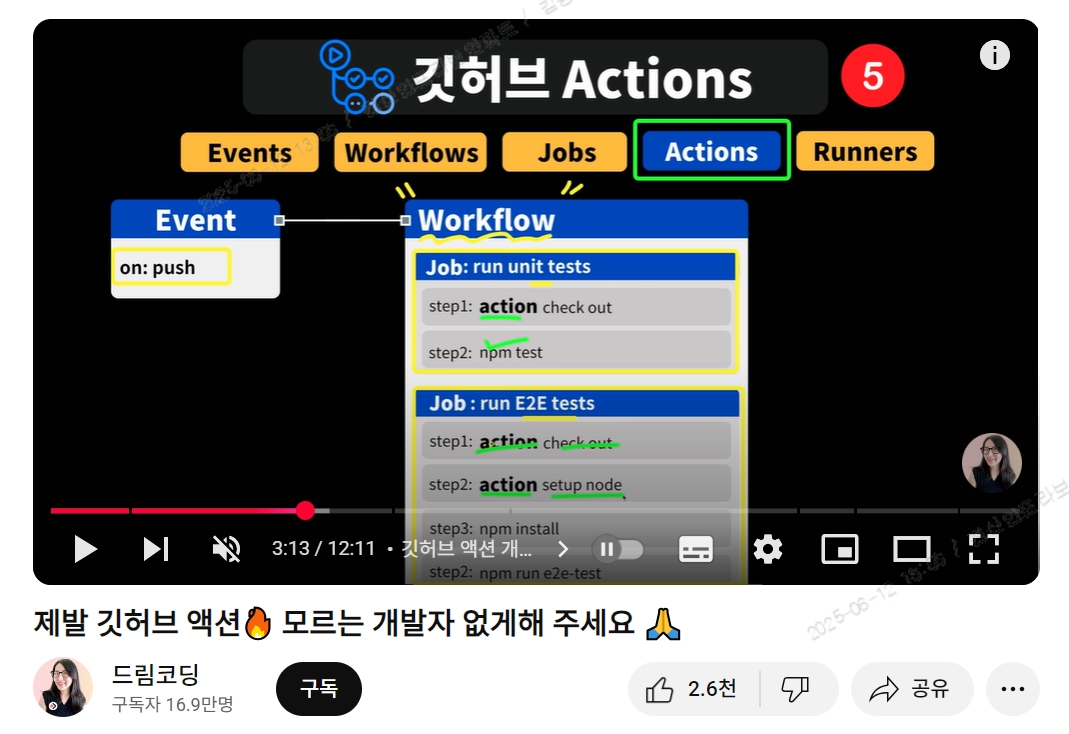 깃허브 Actions
5
Events Workflows Jobs Actions Runners
Event
on: push
Workflow
Job: run unit tests
step1: action check out
step2: npm test
Job : run E2E tests
step1: action check out
step2: action setup node
step3: npm install
step2: npm run e2e-test
3:13 / 12:11 • 깃허브 액션 개...
제발 깃허브 액션🔥 모르는 개발자 없게해 주세요 🙏
드림코딩
구독자 16.9만명
구독
2.6천
공유